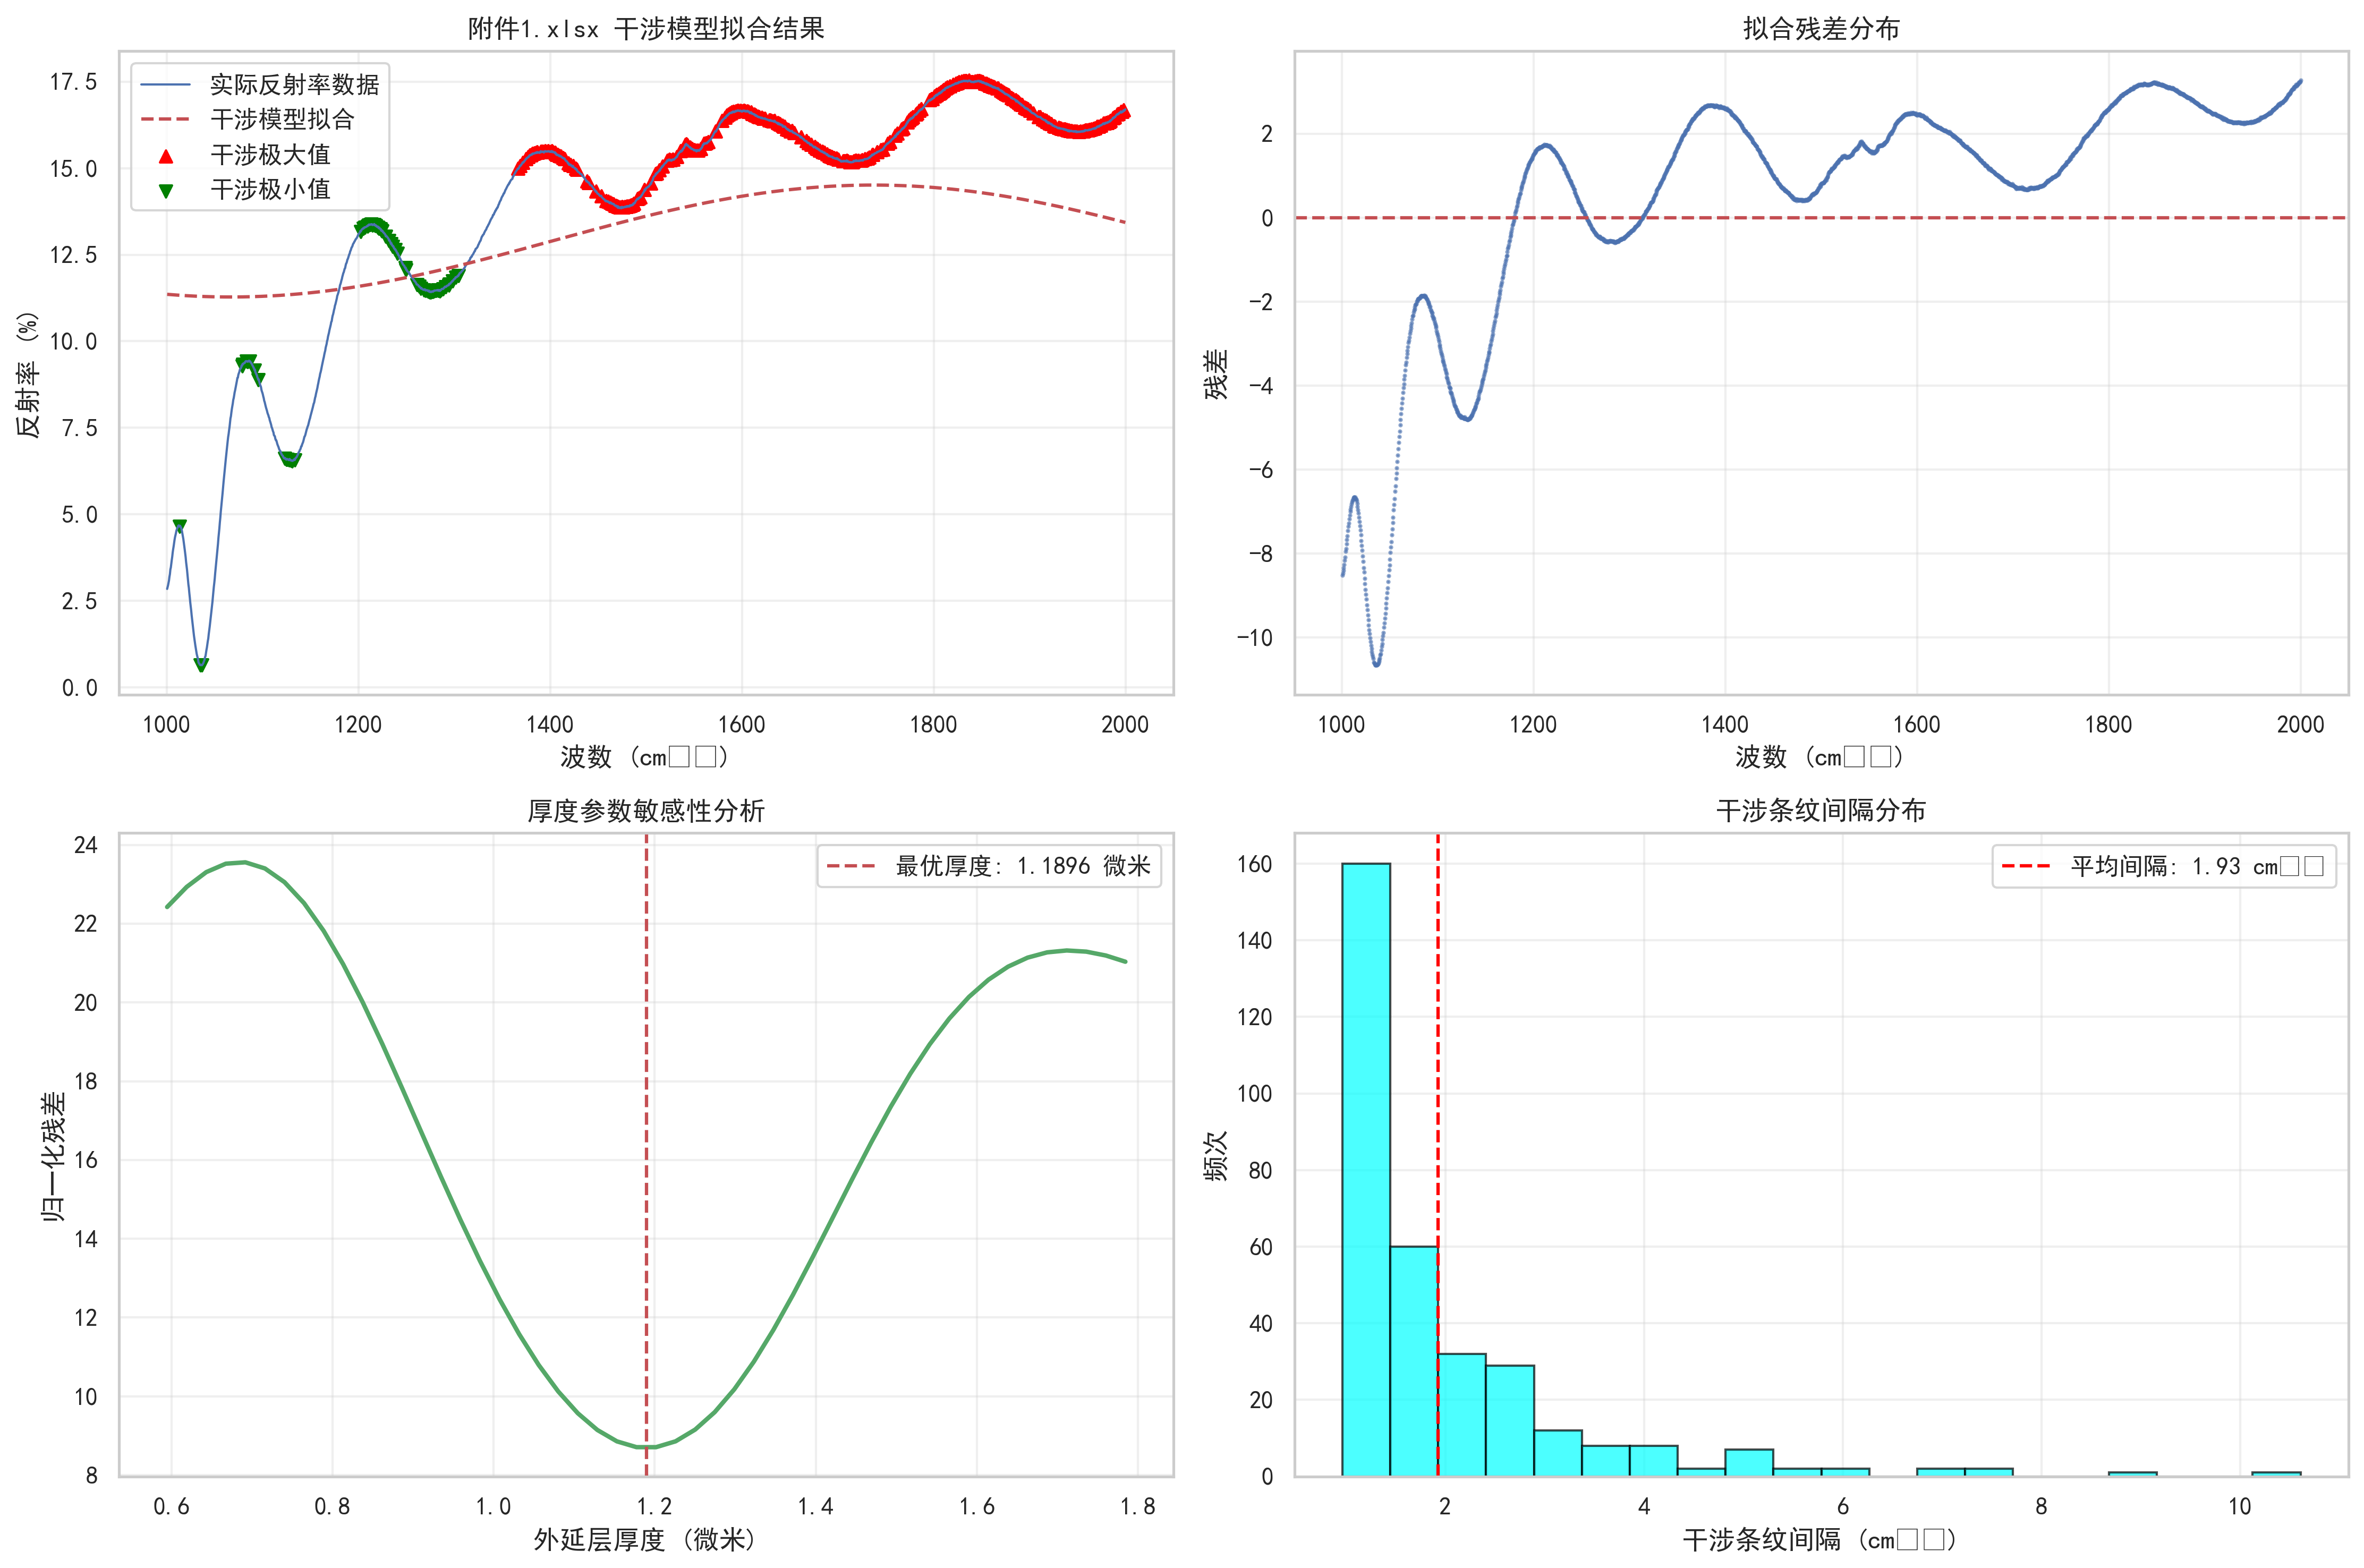 附件1.xlsx 干涉模型拟合结果
实际反射率数据
干涉模型拟合
干涉极大值
干涉极小值
反射率 (%)
17.5
15.0
12.5
10.0
7.5
5.0
2.5
0.0
1000 1200 1400 1600 1800 2000
波数 (cm□□)
拟合残差分布
残差
2
0
−2
−4
−6
−8
−10
1000 1200 1400 1600 1800 2000
波数 (cm□□)
厚度参数敏感性分析
最优厚度: 1.1896 微米
归一化残差
24
22
20
18
16
14
12
10
8
0.6 0.8 1.0 1.2 1.4 1.6 1.8
外延层厚度 (微米)
干涉条纹间隔分布
平均间隔: 1.93 cm□□
频次
160
140
120
100
80
60
40
20
0
2 4 6 8 10
干涉条纹间隔 (cm□□)